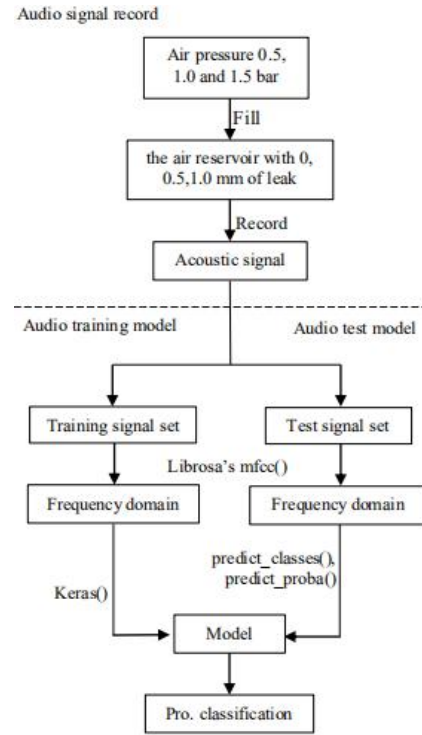 Audio signal record
Air pressure 0.5,
1.0 and 1.5 bar
Fill
the air reservoir with 0,
0.5,1.0 mm of leak
Record
Acoustic signal
Audio training model
Audio test model
Training signal set
Test signal set
Librosa's mfcc()
Frequency domain
Frequency domain
predict_classes(),
predict_proba()
Keras()
Model
Pro. classification